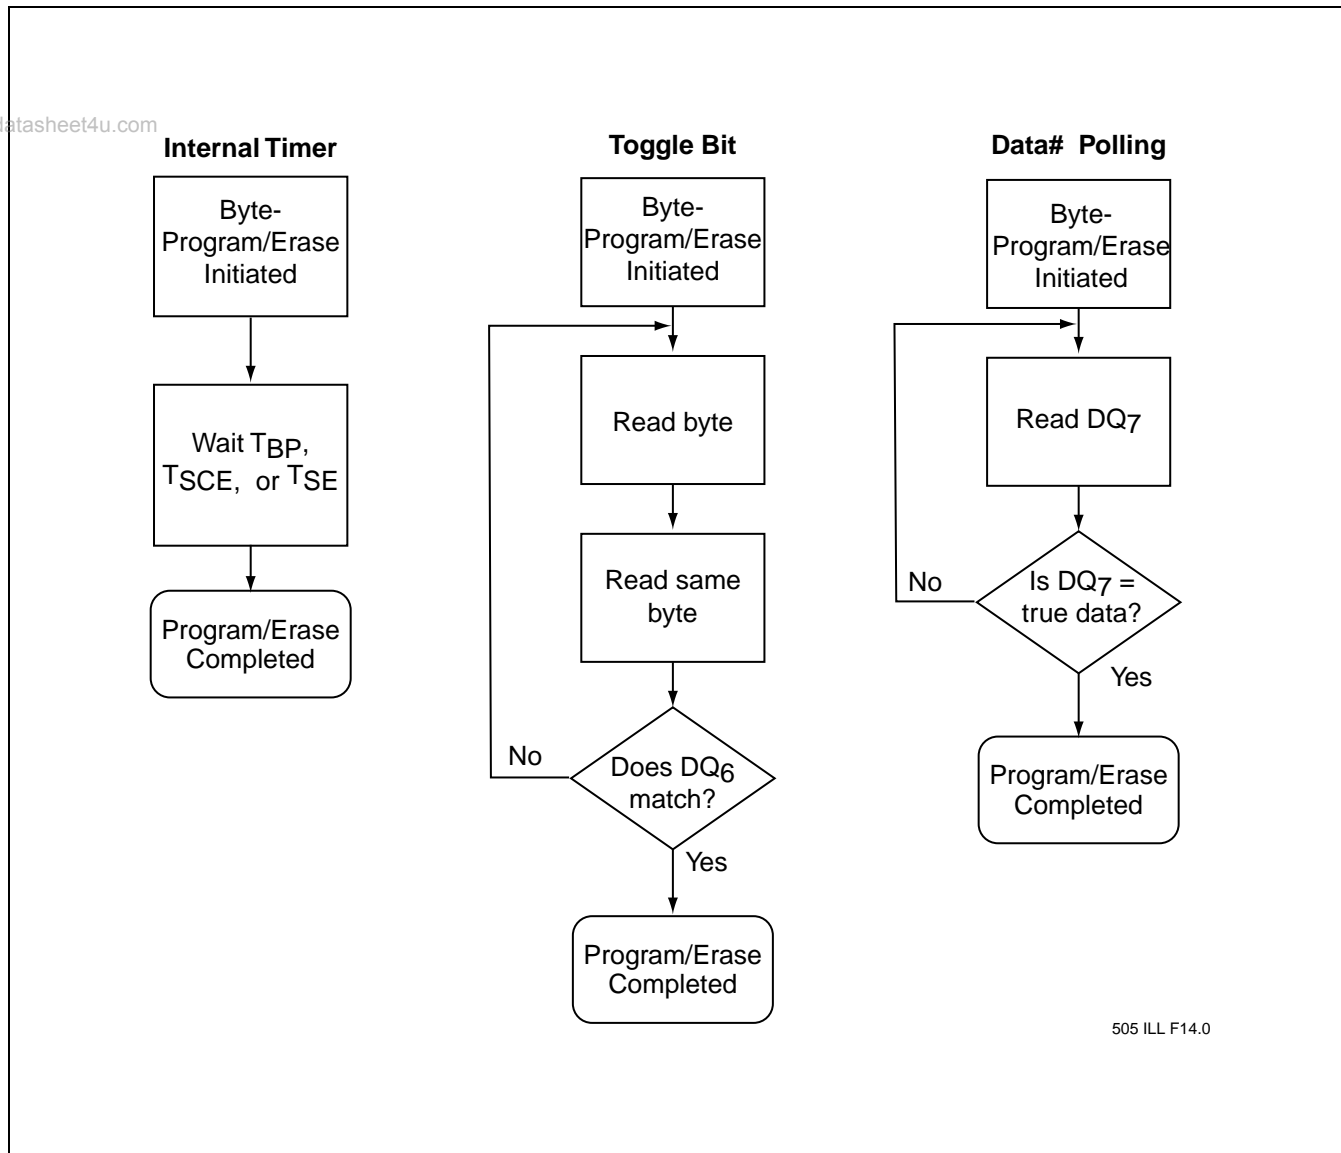 datasheet4u.com
Internal Timer
Byte-
Program/Erase
Initiated
Wait TBP,
TSCE, or TSE
Program/Erase
Completed
Toggle Bit
Byte-
Program/Erase
Initiated
Read byte
Read same
byte
No
Does DQ6
match?
Yes
Program/Erase
Completed
Data# Polling
Byte-
Program/Erase
Initiated
Read DQ7
No
Is DQ7 =
true data?
Yes
Program/Erase
Completed
505 ILL F14.0